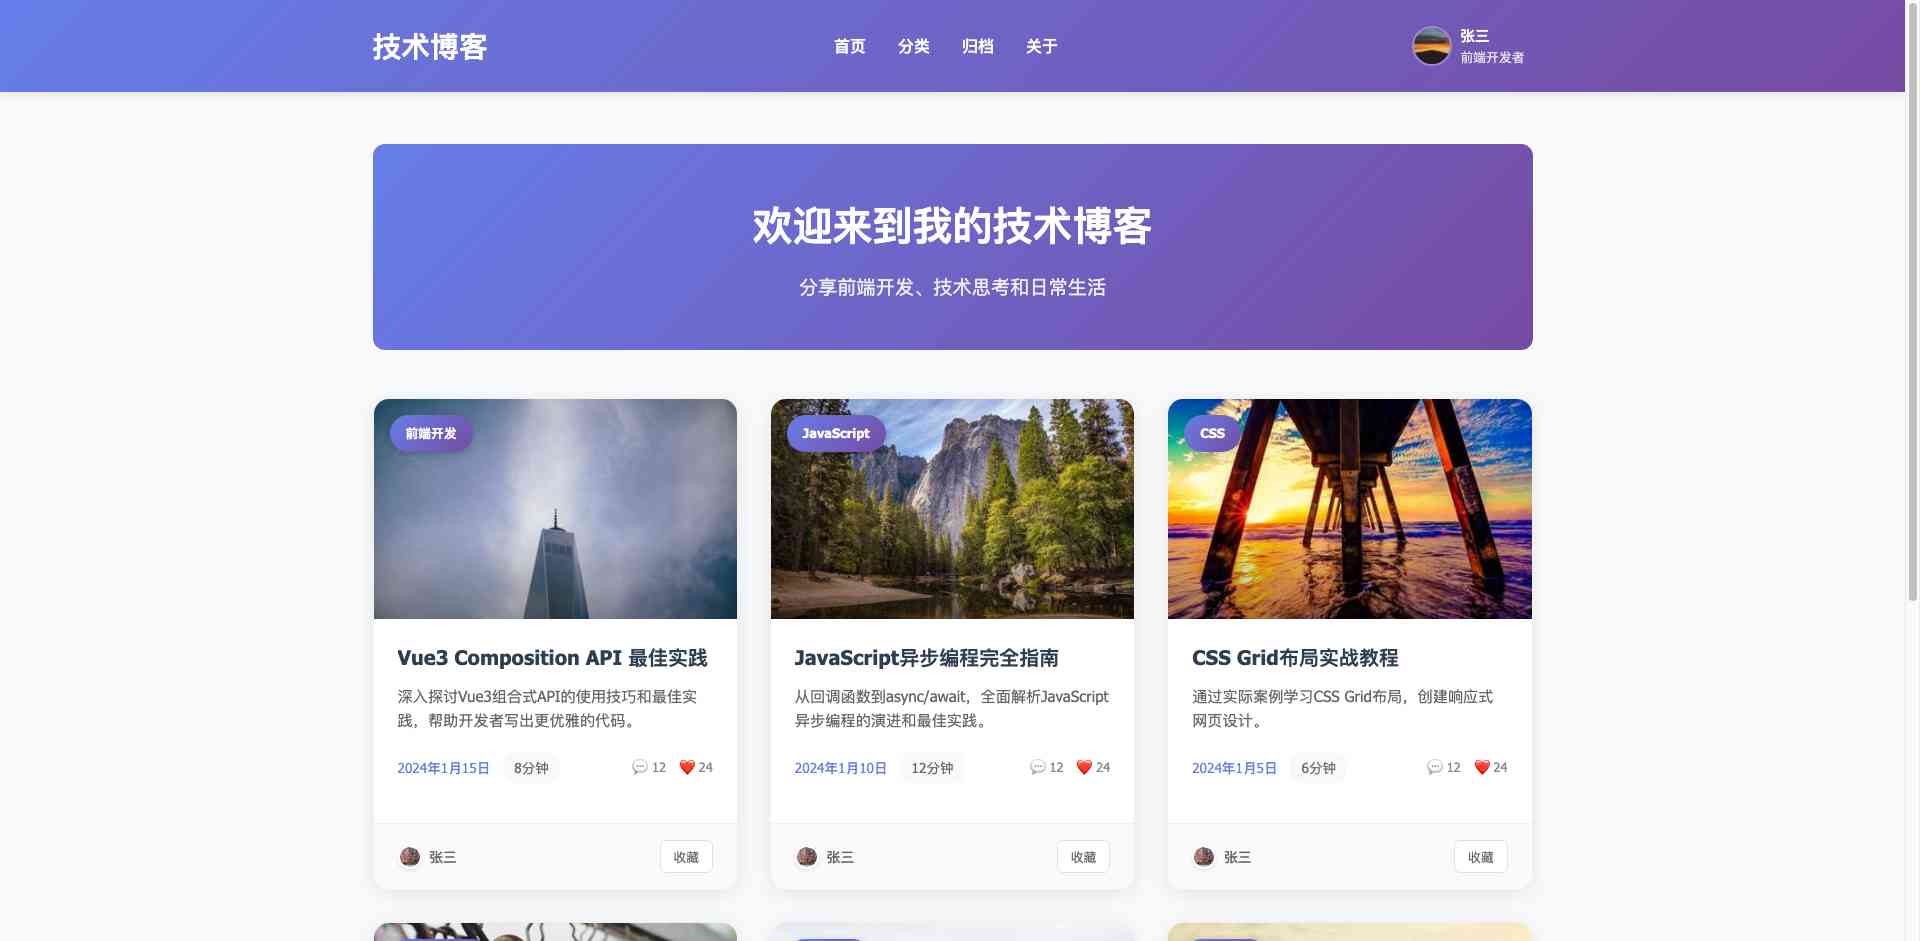 技术博客
首页 分类 归档 关于
张三
前端开发者
欢迎来到我的技术博客
分享前端开发、技术思考和日常生活
前端开发
Vue3 Composition API 最佳实践
深入探讨Vue3组合式API的使用技巧和最佳实
践，帮助开发者写出更优雅的代码。
2024年1月15日 8分钟 💬 12 ❤️ 24
张三 收藏
JavaScript
JavaScript异步编程完全指南
从回调函数到async/await，全面解析JavaScript
异步编程的演进和最佳实践。
2024年1月10日 12分钟 💬 12 ❤️ 24
张三 收藏
CSS
CSS Grid布局实战教程
通过实际案例学习CSS Grid布局，创建响应式
网页设计。
2024年1月5日 6分钟 💬 12 ❤️ 24
张三 收藏